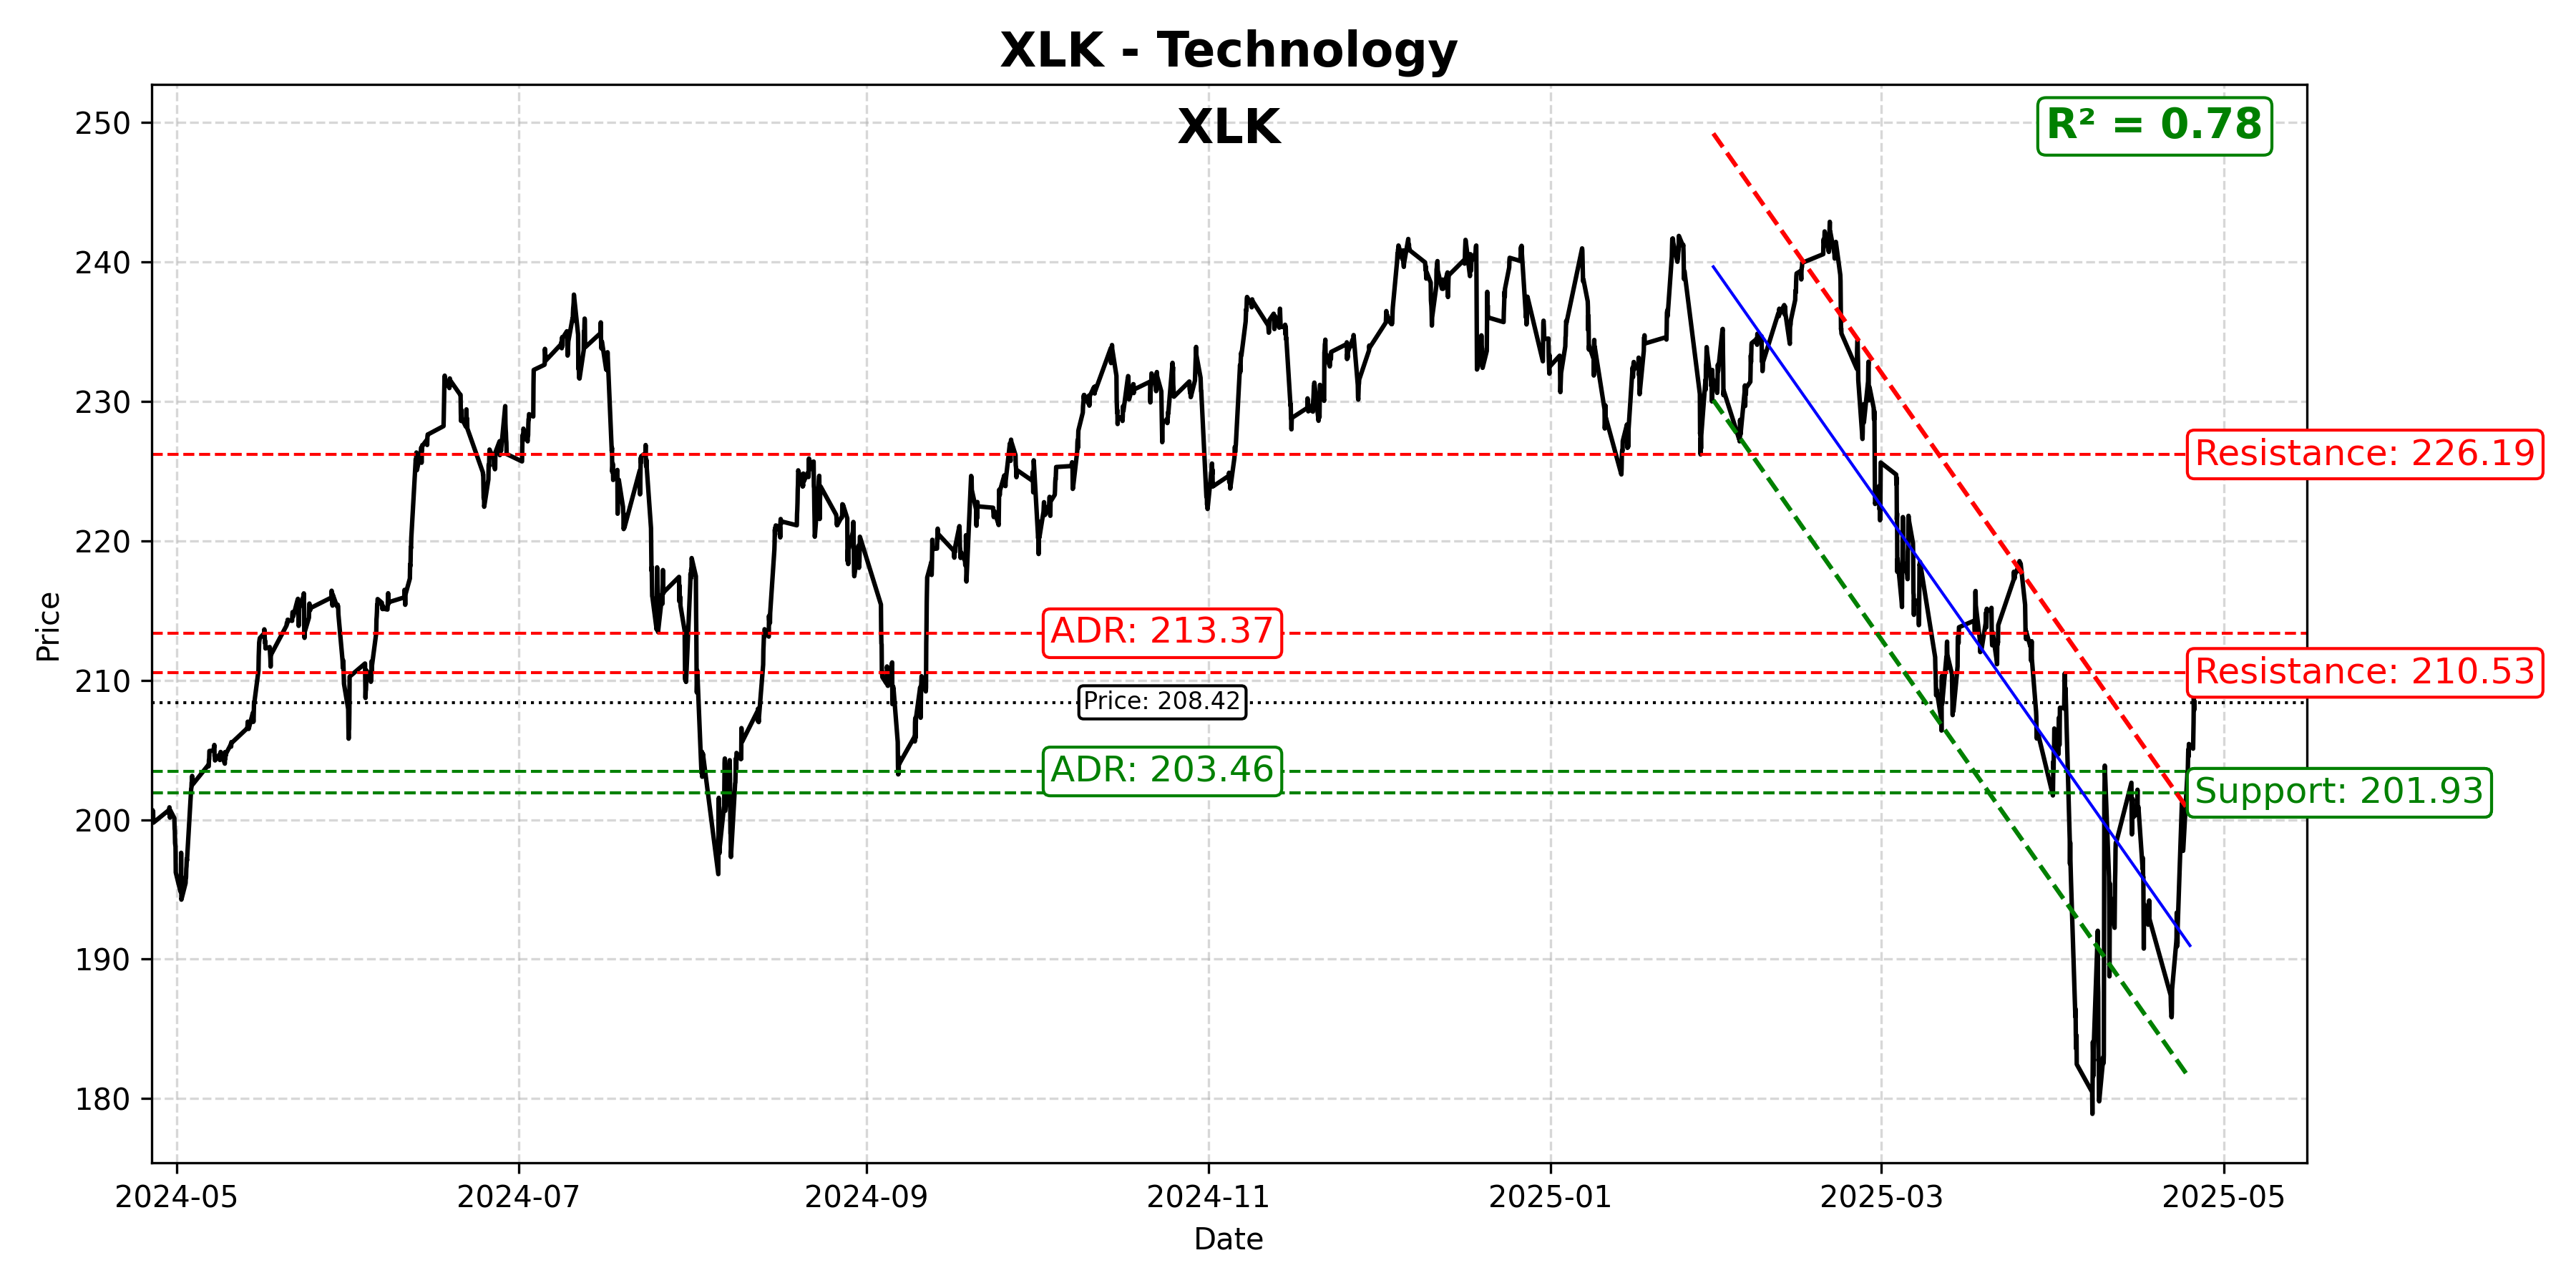 XLK - Technology
XLK
R² = 0.78
250
240
230
220
210
200
190
180
Price
Resistance: 226.19
ADR: 213.37
Resistance: 210.53
Price: 208.42
ADR: 203.46
Support: 201.93
2024-05
2024-07
2024-09
2024-11
2025-01
2025-03
2025-05
Date